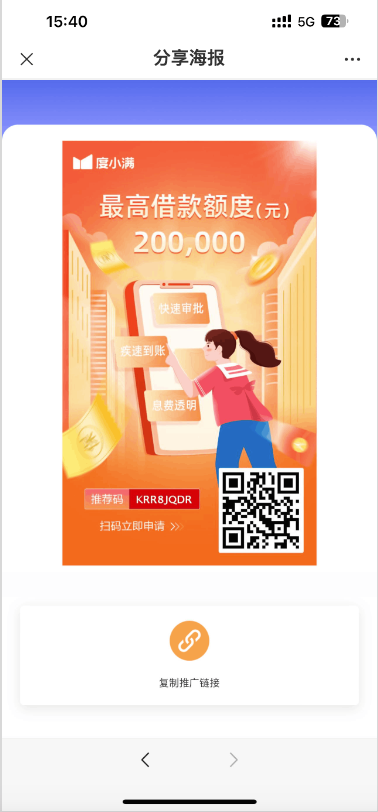 15:40
5G
73
分享海报
度小满
最高借款额度(元)
200,000
快速审批
疾速到账
息费透明
推荐码 KRR8JQDR
扫码立即申请
复制推广链接